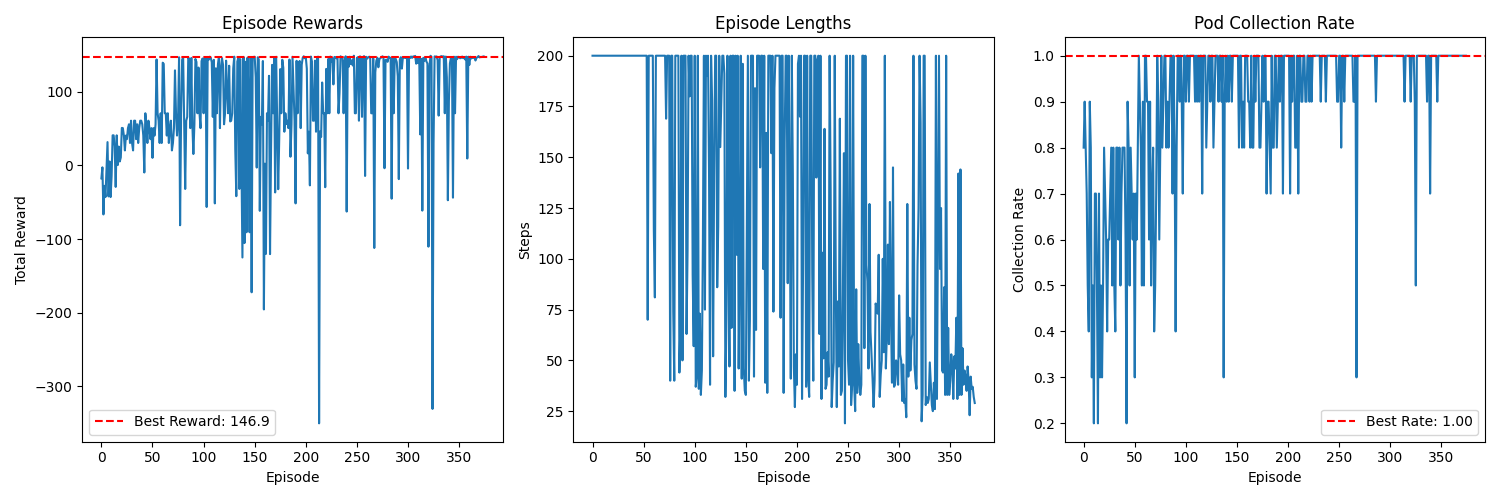 Episode Rewards
Total Reward
100
0
−100
−200
−300
0 50 100 150 200 250 300 350
Episode
Best Reward: 146.9
Episode Lengths
Steps
200
175
150
125
100
75
50
25
0 50 100 150 200 250 300 350
Episode
Pod Collection Rate
Collection Rate
1.0
0.9
0.8
0.7
0.6
0.5
0.4
0.3
0.2
0 50 100 150 200 250 300 350
Episode
Best Rate: 1.00